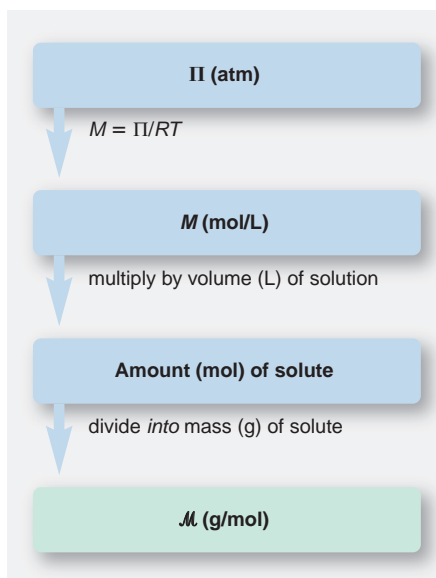 Π (atm)
M = Π/RT
M (mol/L)
multiply by volume (L) of solution
Amount (mol) of solute
divide into mass (g) of solute
ℳ (g/mol)